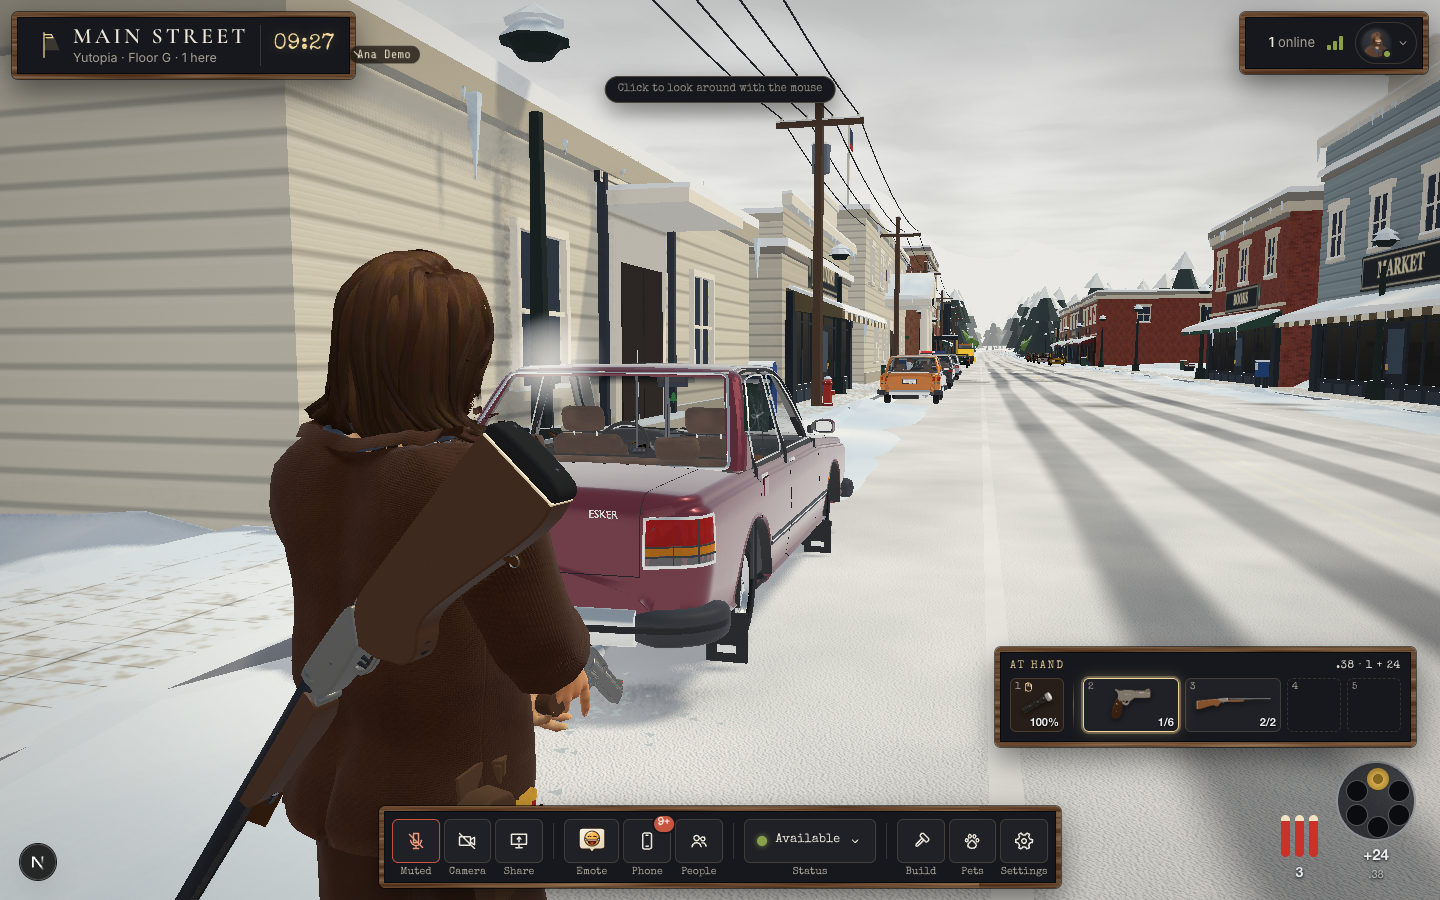 MAIN STREET
Yutopia · Floor G · 1 here
09:27
Ana Demo
Click to look around with the mouse
1 online
MARKET
BOOKS
ESKER
AT HAND
.38 · 1 + 24
1
100%
2
1/6
3
2/2
4
5
9+
Available
Muted
Camera
Share
Emote
Phone
People
Status
Build
Pets
Settings
N
3
+24
.38